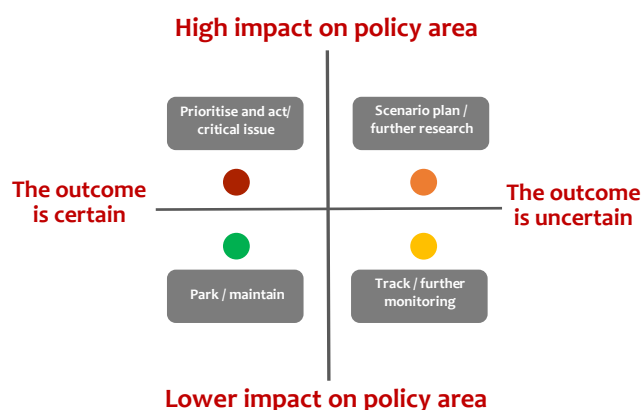 High impact on policy area
Prioritise and act/
critical issue
Scenario plan /
further research
The outcome
is certain
The outcome
is uncertain
Park / maintain
Track / further
monitoring
Lower impact on policy area